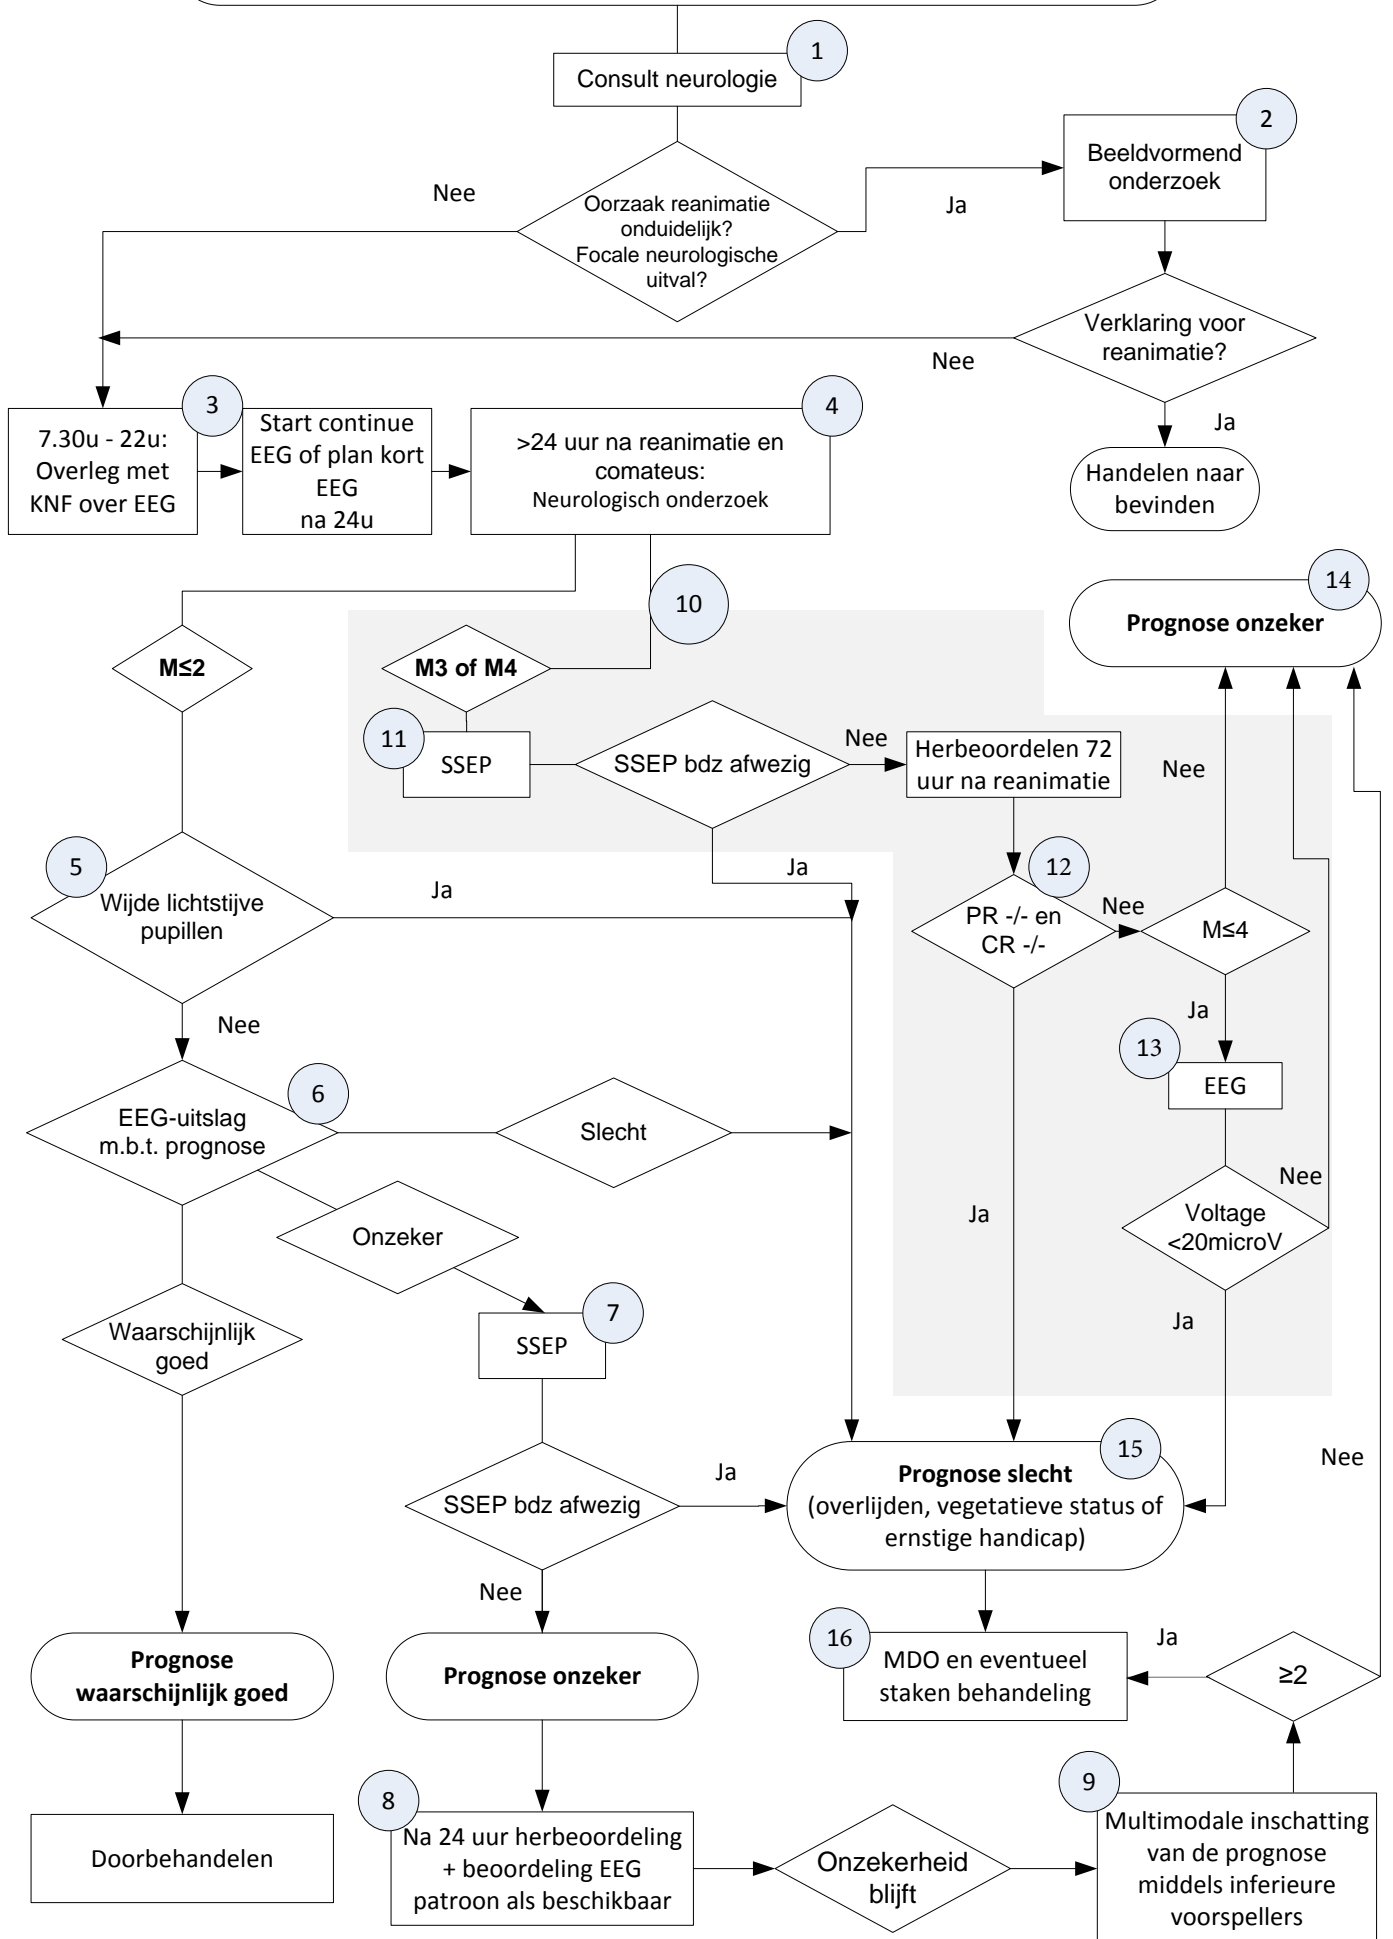 1
Consult neurologie
2
Beeldvormend
onderzoek
Nee
Oorzaak reanimatie
onduidelijk?
Focale neurologische
uitval?
Ja
Verklaring voor
reanimatie?
Nee
Ja
Handelen naar
bevinden
3
7.30u - 22u:
Overleg met
KNF over EEG
Start continue
EEG of plan kort
EEG
na 24u
4
>24 uur na reanimatie en
comateus:
Neurologisch onderzoek
10
14
Prognose onzeker
M≤2
M3 of M4
11
SSEP
SSEP bdz afwezig
Nee
Herbeoordelen 72
uur na reanimatie
Nee
Ja
5
Wijde lichtstijve
pupillen
Ja
12
PR -/- en
CR -/-
Nee
M≤4
Nee
Ja
13
EEG
6
EEG-uitslag
m.b.t. prognose
Slecht
Nee
Voltage
<20microV
Ja
Onzeker
Ja
7
SSEP
Waarschijnlijk
goed
SSEP bdz afwezig
Ja
15
Prognose slecht
(overlijden, vegetatieve status of
ernstige handicap)
Nee
Nee
16
MDO en eventueel
staken behandeling
Ja
≥2
Prognose
waarschijnlijk goed
Prognose onzeker
Doorbehandelen
8
Na 24 uur herbeoordeling
+ beoordeling EEG
patroon als beschikbaar
Onzekerheid
blijft
9
Multimodale inschatting
van de prognose
middels inferieure
voorspellers